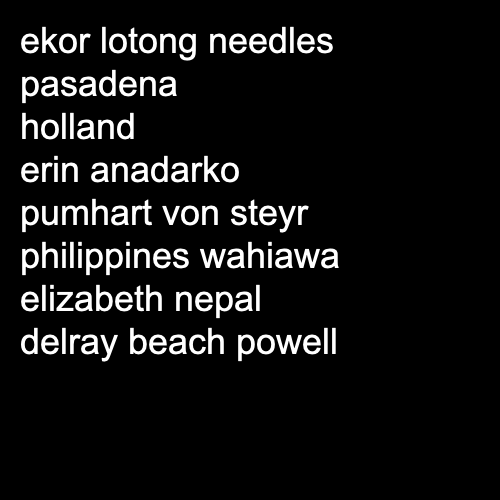 ekor lotong needles
pasadena
holland
erin anadarko
pumhart von steyr
philippines wahiawa
elizabeth nepal
delray beach powell